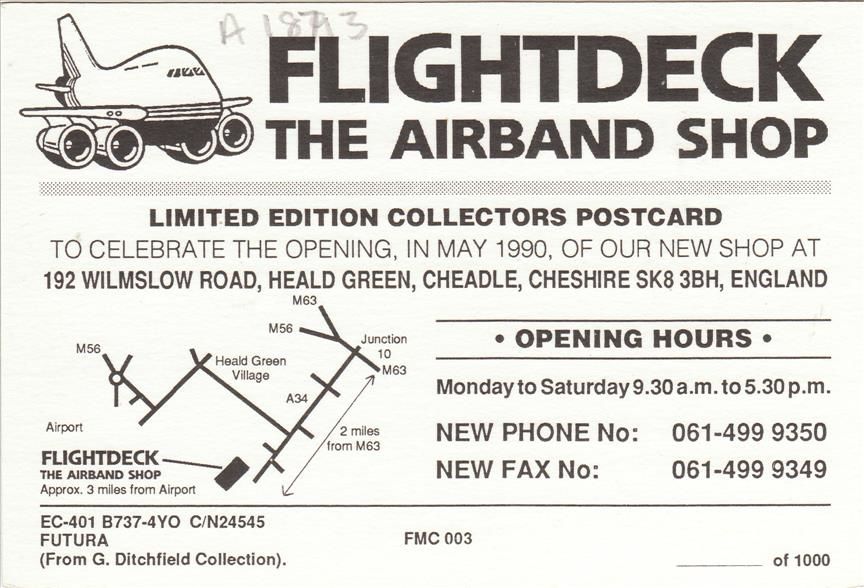 A 18713
FLIGHTDECK
THE AIRBAND SHOP
LIMITED EDITION COLLECTORS POSTCARD
TO CELEBRATE THE OPENING, IN MAY 1990, OF OUR NEW SHOP AT
192 WILMSLOW ROAD, HEALD GREEN, CHEADLE, CHESHIRE SK8 3BH, ENGLAND
M63
M56
Junction
10
M63
M56
Heald Green
Village
A34
2 miles
from M63
Airport
FLIGHTDECK
THE AIRBAND SHOP
Approx. 3 miles from Airport
• OPENING HOURS •
Monday to Saturday 9.30 a.m. to 5.30 p.m.
NEW PHONE No: 061-499 9350
NEW FAX No: 061-499 9349
EC-401 B737-4YO C/N24545
FUTURA
(From G. Ditchfield Collection).
FMC 003
of 1000